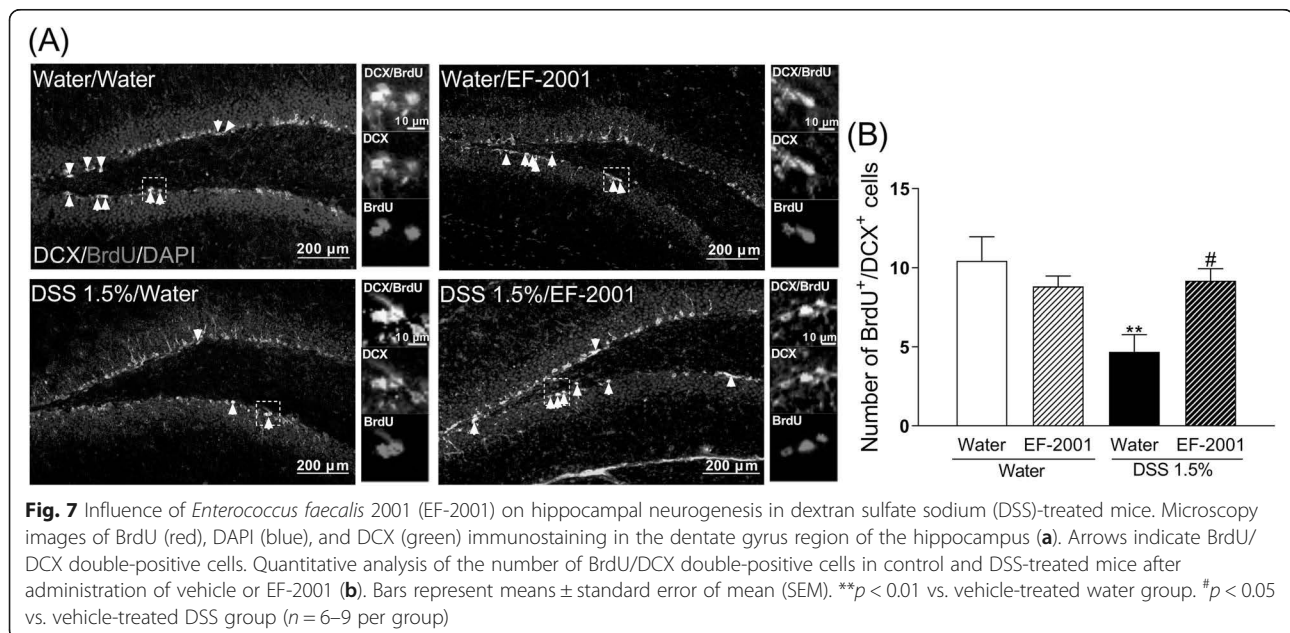 (A)
Water/Water
DCX/BrdU/DAPI
200 µm
DCX/BrdU
10 µm
DCX
BrdU
Water/EF-2001
200 µm
DCX/BrdU
10 µm
DCX
BrdU
DSS 1.5%/Water
200 µm
DCX/BrdU
10 µm
DCX
BrdU
DSS 1.5%/EF-2001
200 µm
DCX/BrdU
10 µm
DCX
BrdU
(B)
Number of BrdU⁺/DCX⁺ cells
15
10
5
0
**
#
Water EF-2001 Water EF-2001
Water DSS 1.5%
Fig. 7 Influence of Enterococcus faecalis 2001 (EF-2001) on hippocampal neurogenesis in dextran sulfate sodium (DSS)-treated mice. Microscopy
images of BrdU (red), DAPI (blue), and DCX (green) immunostaining in the dentate gyrus region of the hippocampus (a). Arrows indicate BrdU/
DCX double-positive cells. Quantitative analysis of the number of BrdU/DCX double-positive cells in control and DSS-treated mice after
administration of vehicle or EF-2001 (b). Bars represent means ± standard error of mean (SEM). **p < 0.01 vs. vehicle-treated water group. #p < 0.05
vs. vehicle-treated DSS group (n = 6–9 per group)